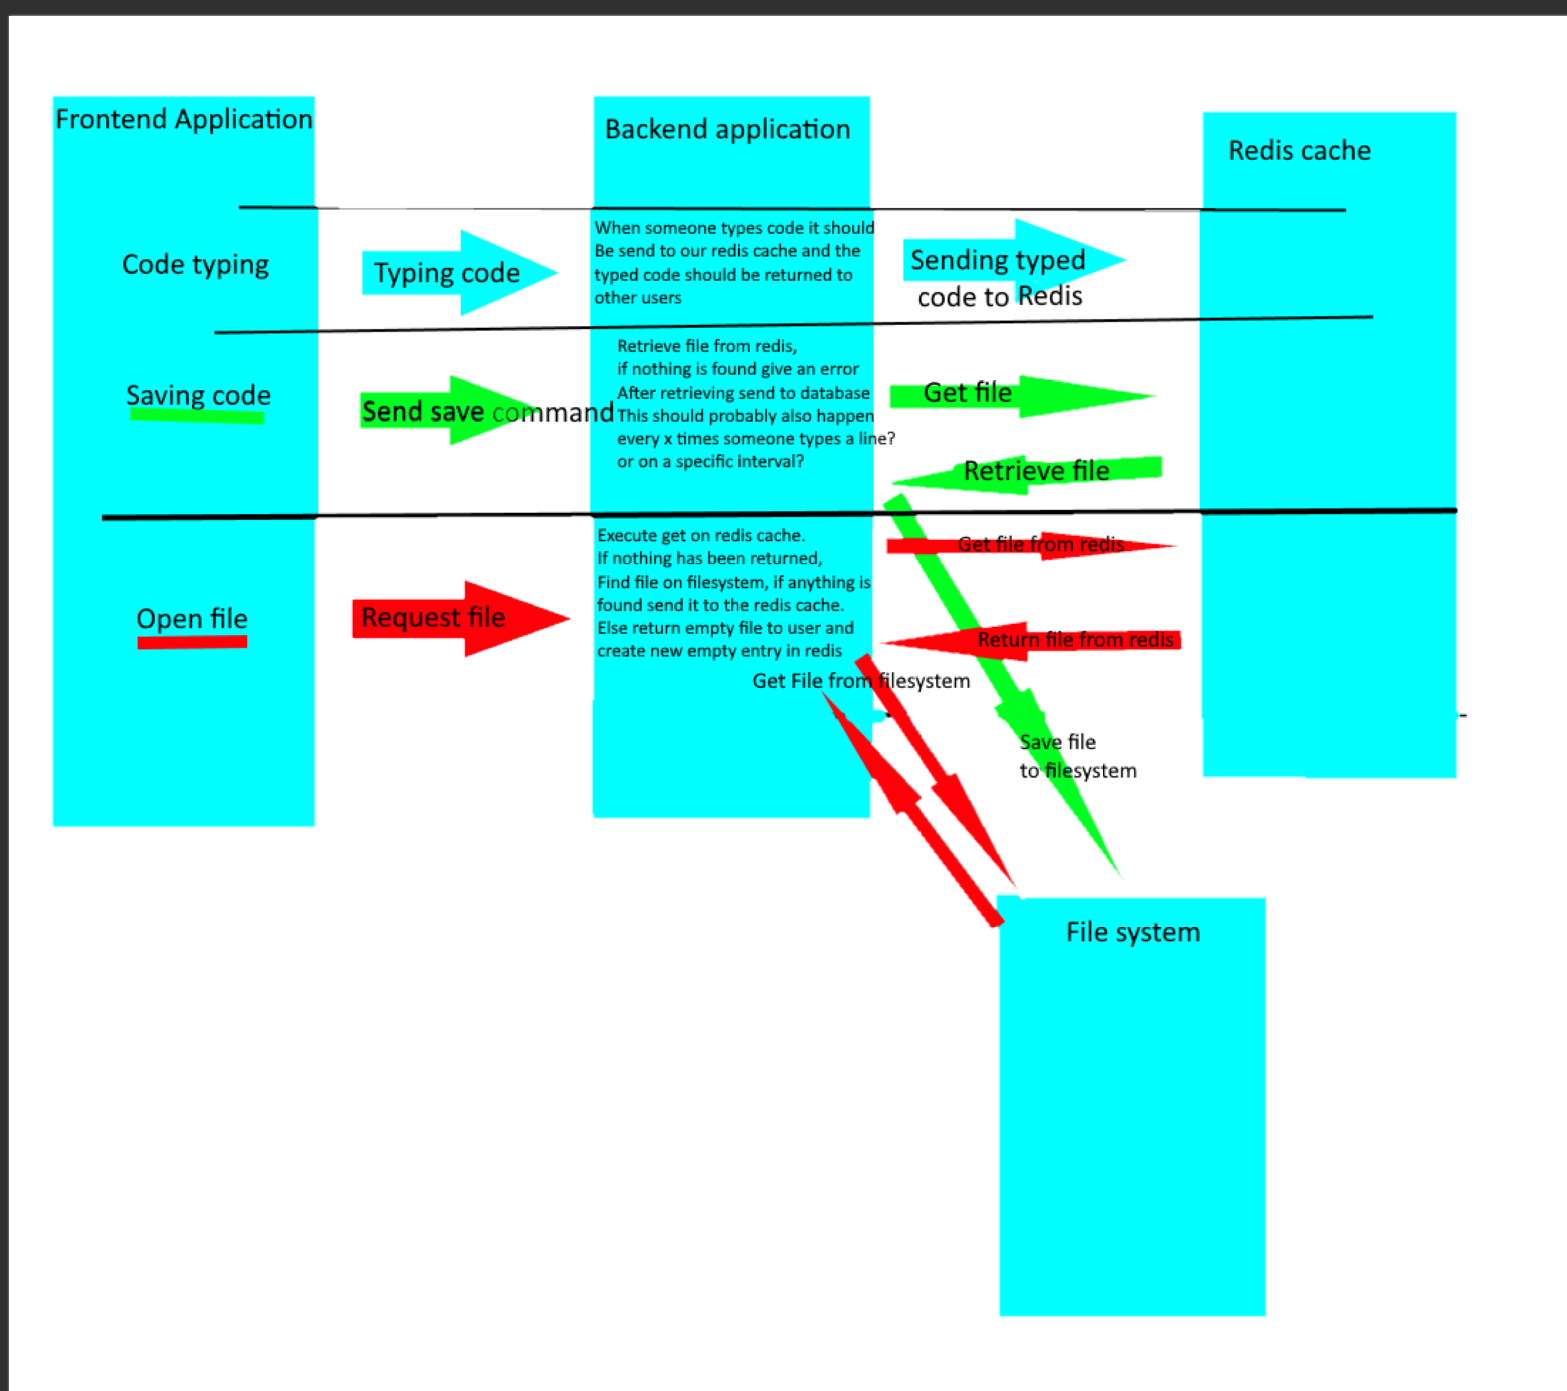 Frontend Application
Backend application
Redis cache
Code typing
Typing code
When someone types code it should
Be send to our redis cache and the
typed code should be returned to
other users
Sending typed
code to Redis
Saving code
Send save command
Retrieve file from redis,
if nothing is found give an error
After retrieving send to database
This should probably also happen
every x times someone types a line?
or on a specific interval?
Get file
Retrieve file
Open file
Request file
Execute get on redis cache.
If nothing has been returned,
Find file on filesystem, if anything is
found send it to the redis cache.
Else return empty file to user and
create new empty entry in redis
Get file from redis
Return file from redis
Get File from filesystem
Save file
to filesystem
File system